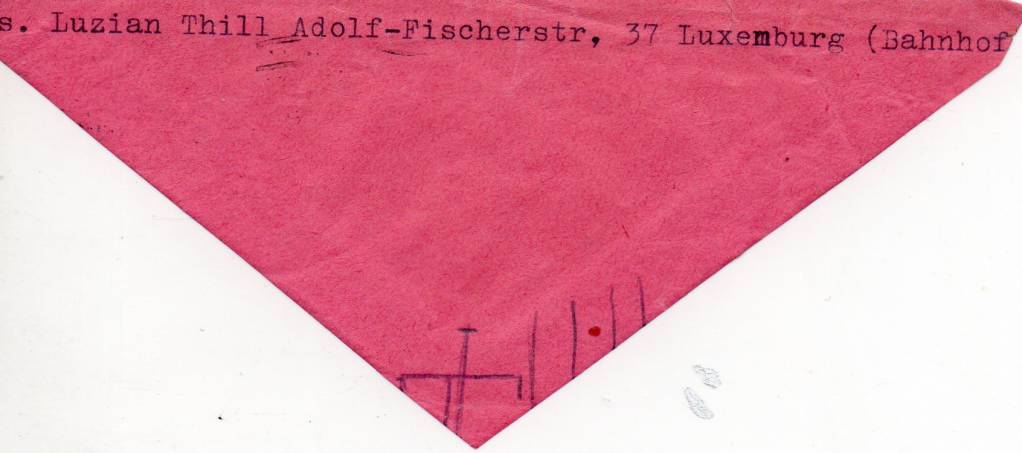 s. Luzian Thill Adolf-Fischerstr, 37 Luxemburg (Bahnhof